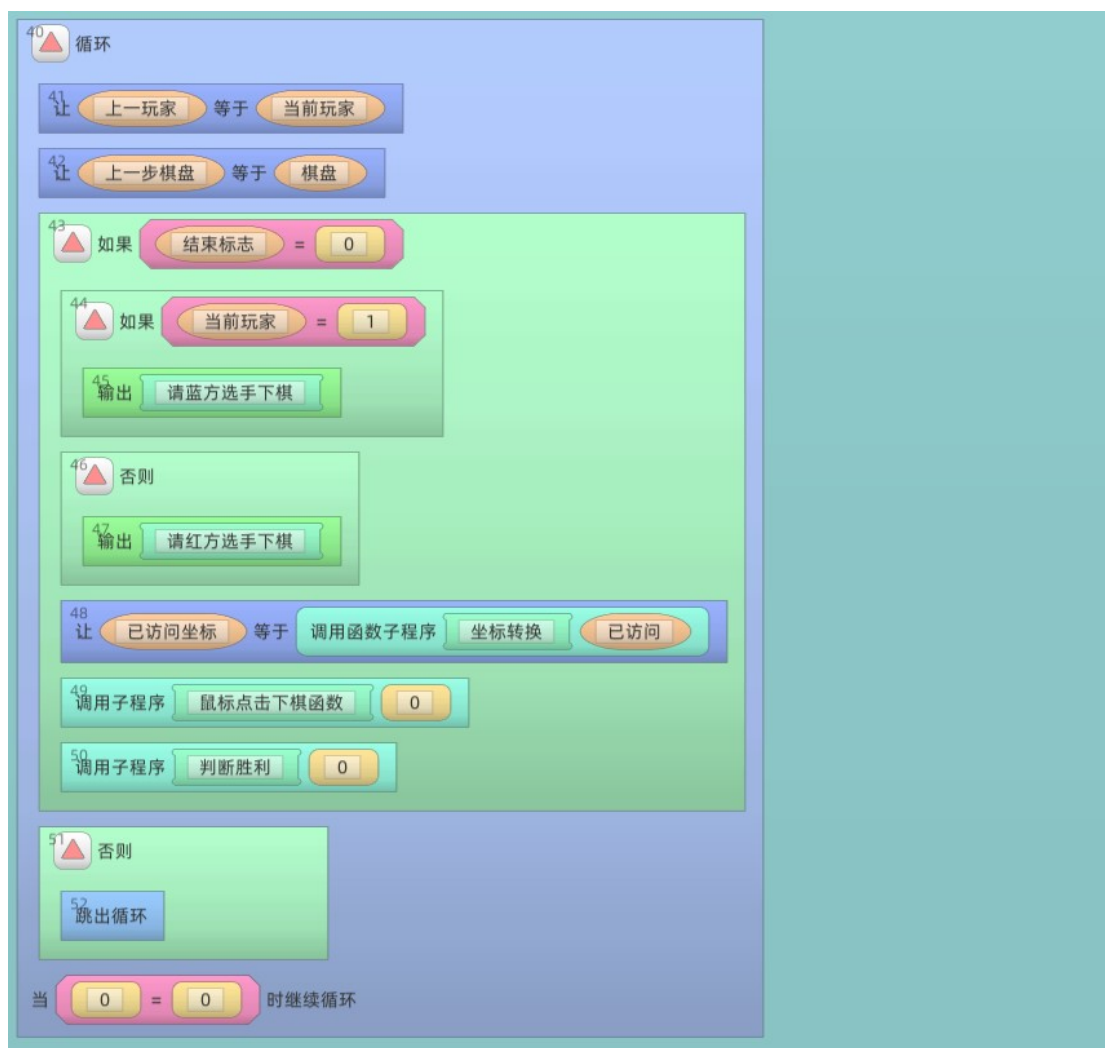 40 循环
41 让 上一玩家 等于 当前玩家
42 让 上一步棋盘 等于 棋盘
43 如果 结束标志 = 0
44 如果 当前玩家 = 1
45 输出 请蓝方选手下棋
46 否则
47 输出 请红方选手下棋
48 让 已访问坐标 等于 调用函数子程序 坐标转换 已访问
49 调用子程序 鼠标点击下棋函数 0
50 调用子程序 判断胜利 0
51 否则
52 跳出循环
当 0 = 0 时继续循环